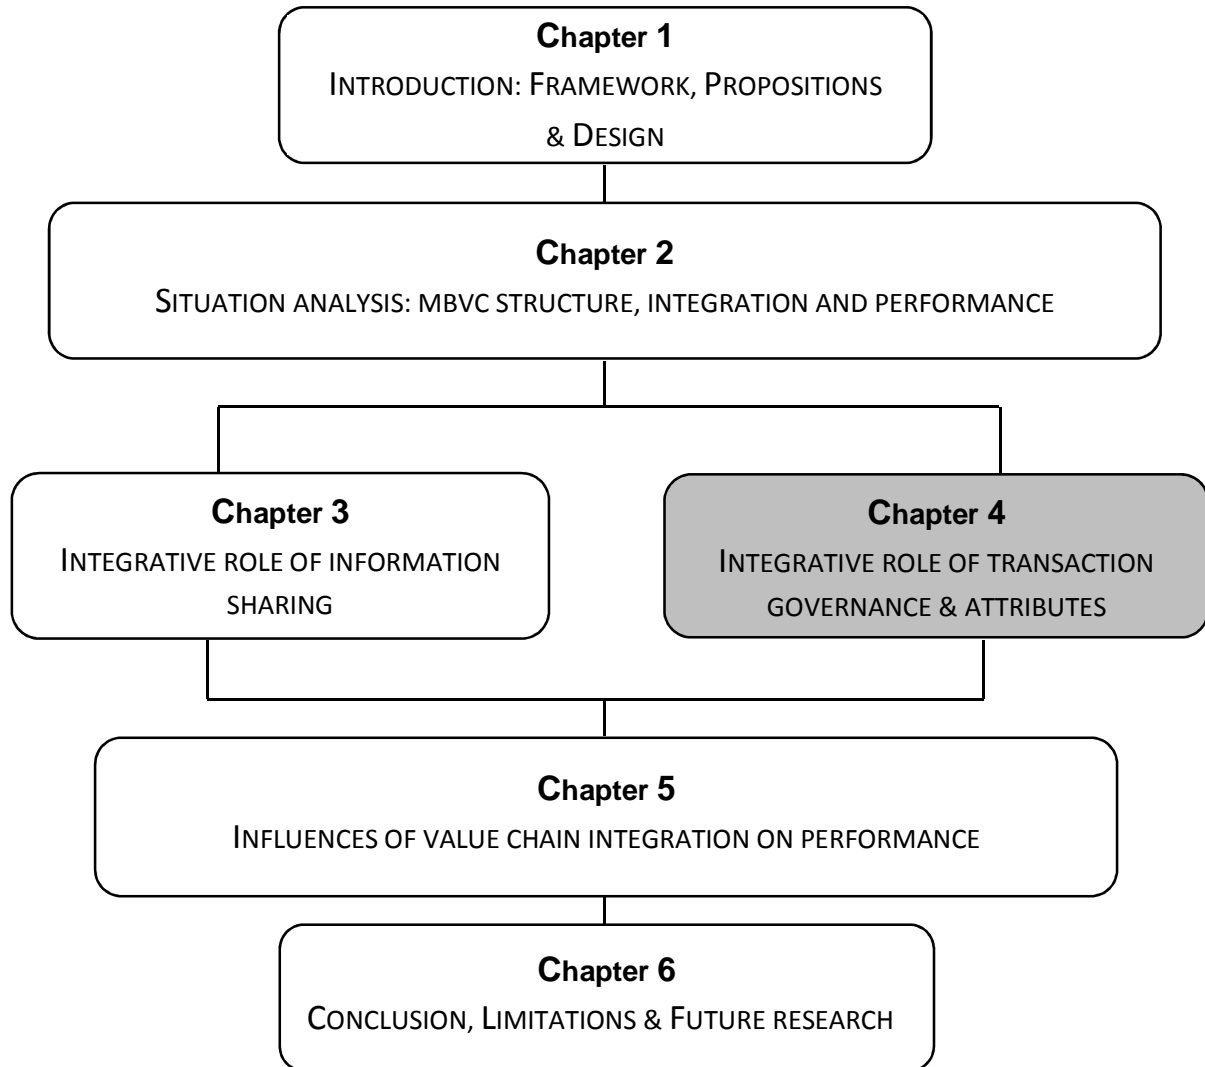 Chapter 1
INTRODUCTION: FRAMEWORK, PROPOSITIONS
& DESIGN
Chapter 2
SITUATION ANALYSIS: MBVC STRUCTURE, INTEGRATION AND PERFORMANCE
Chapter 3
INTEGRATIVE ROLE OF INFORMATION
SHARING
Chapter 4
INTEGRATIVE ROLE OF TRANSACTION
GOVERNANCE & ATTRIBUTES
Chapter 5
INFLUENCES OF VALUE CHAIN INTEGRATION ON PERFORMANCE
Chapter 6
CONCLUSION, LIMITATIONS & FUTURE RESEARCH